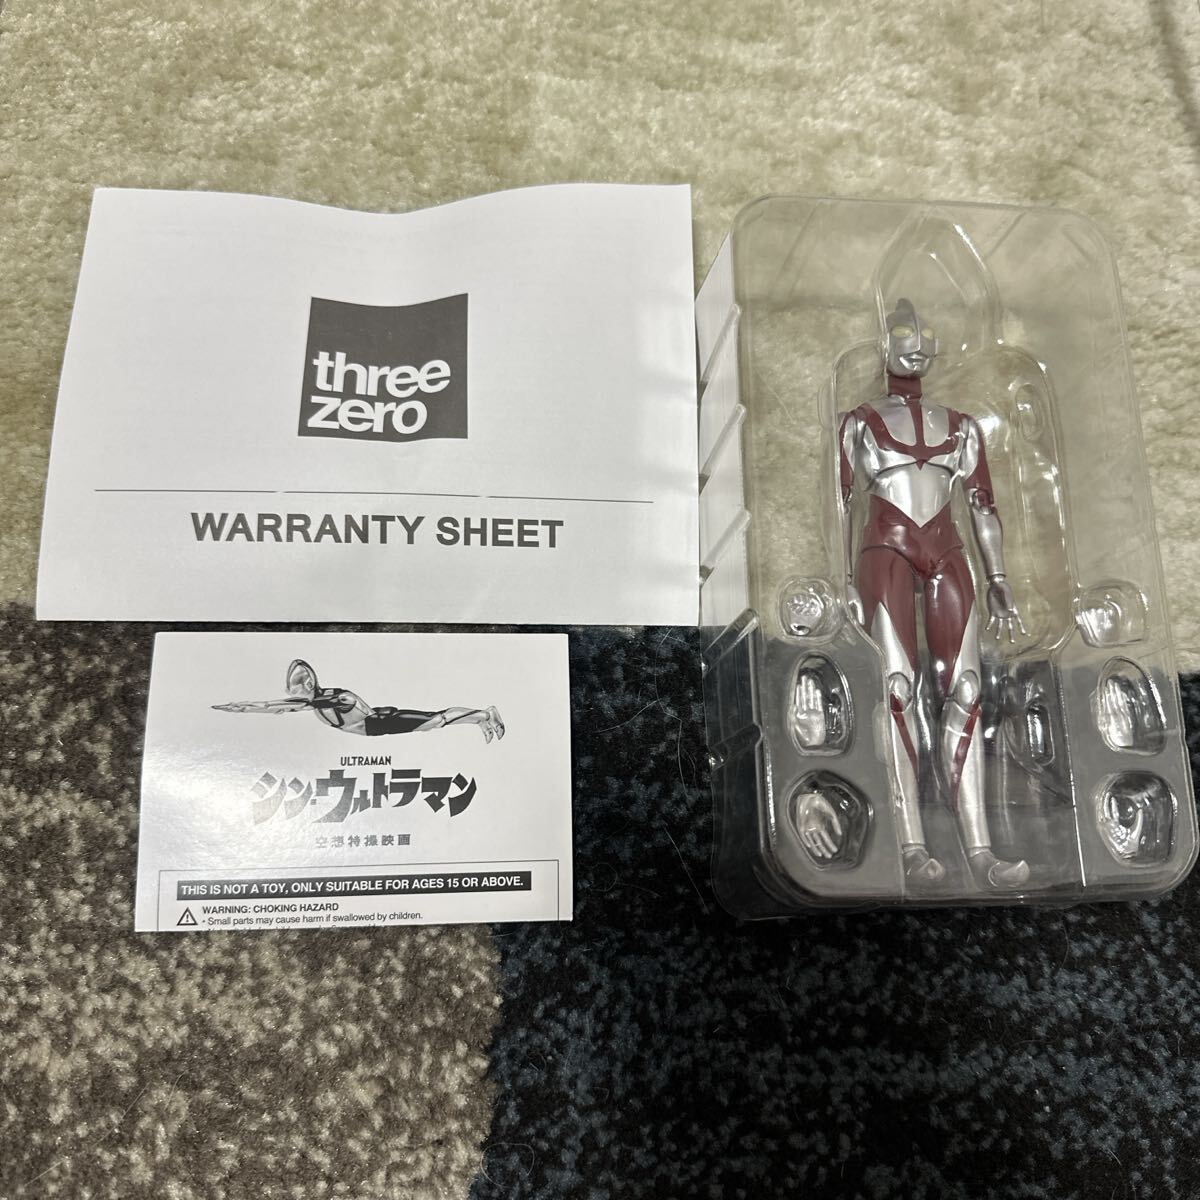 three
zero
WARRANTY SHEET
ULTRAMAN
シン・ウルトラマン
空想特撮映画
THIS IS NOT A TOY, ONLY SUITABLE FOR AGES 15 OR ABOVE.
WARNING: CHOKING HAZARD
• Small parts may cause harm if swallowed by children.